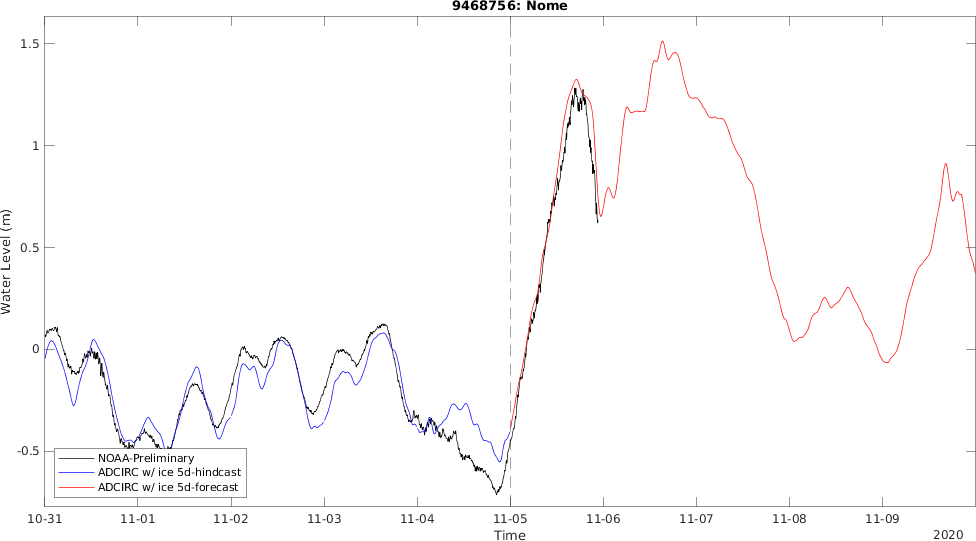 9468756: Nome
1.5
1
0.5
0
-0.5
Water Level (m)
NOAA-Preliminary
ADCIRC w/ ice 5d-hindcast
ADCIRC w/ ice 5d-forecast
10-31 11-01 11-02 11-03 11-04 11-05 11-06 11-07 11-08 11-09
Time
2020